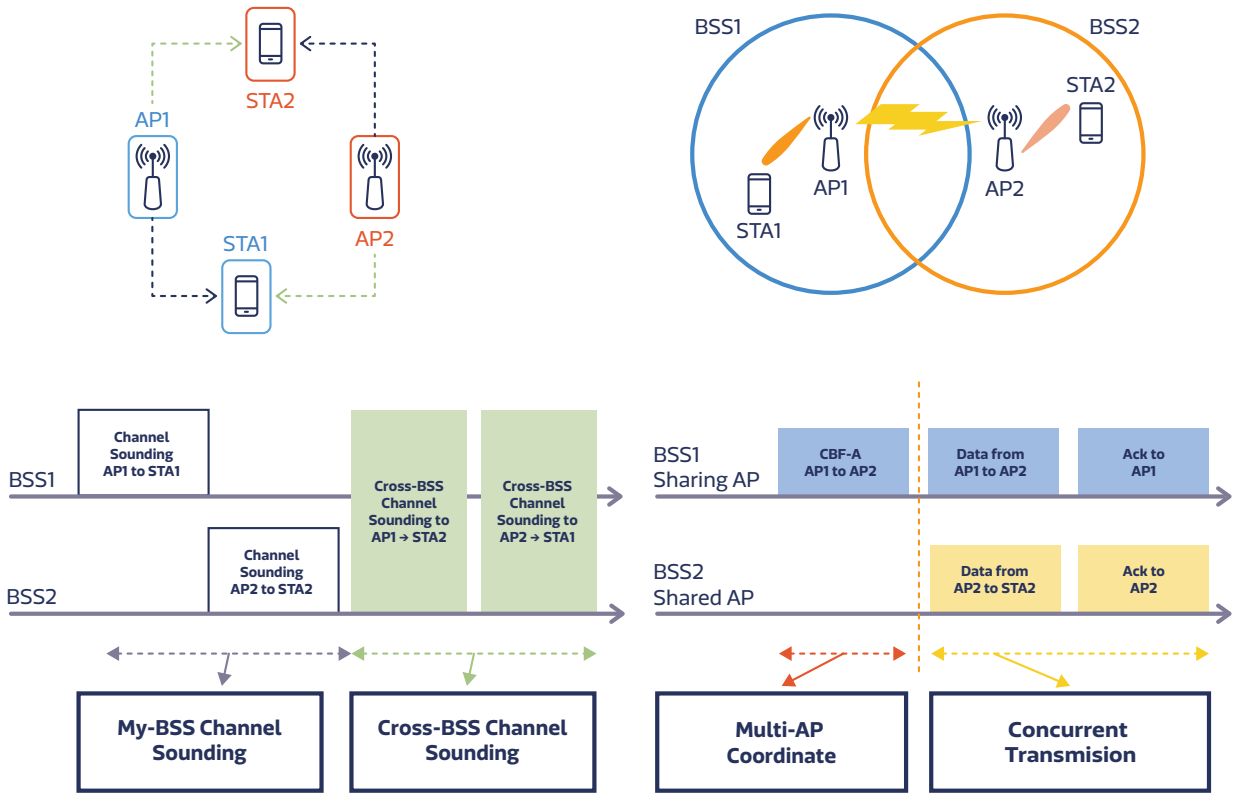 STA2
AP1
STA1
AP2
BSS1
BSS2
STA2
AP1
AP2
STA1
Channel
Sounding
AP1 to STA1
BSS1
Channel
Sounding
AP2 to STA2
BSS2
Cross-BSS
Channel
Sounding to
AP1 → STA2
Cross-BSS
Channel
Sounding to
AP2 → STA1
My-BSS Channel
Sounding
Cross-BSS Channel
Sounding
BSS1
Sharing AP
CBF-A
AP1 to AP2
Data from
AP1 to AP2
Ack to
AP1
BSS2
Shared AP
Data from
AP2 to STA2
Ack to
AP2
Multi-AP
Coordinate
Concurrent
Transmision